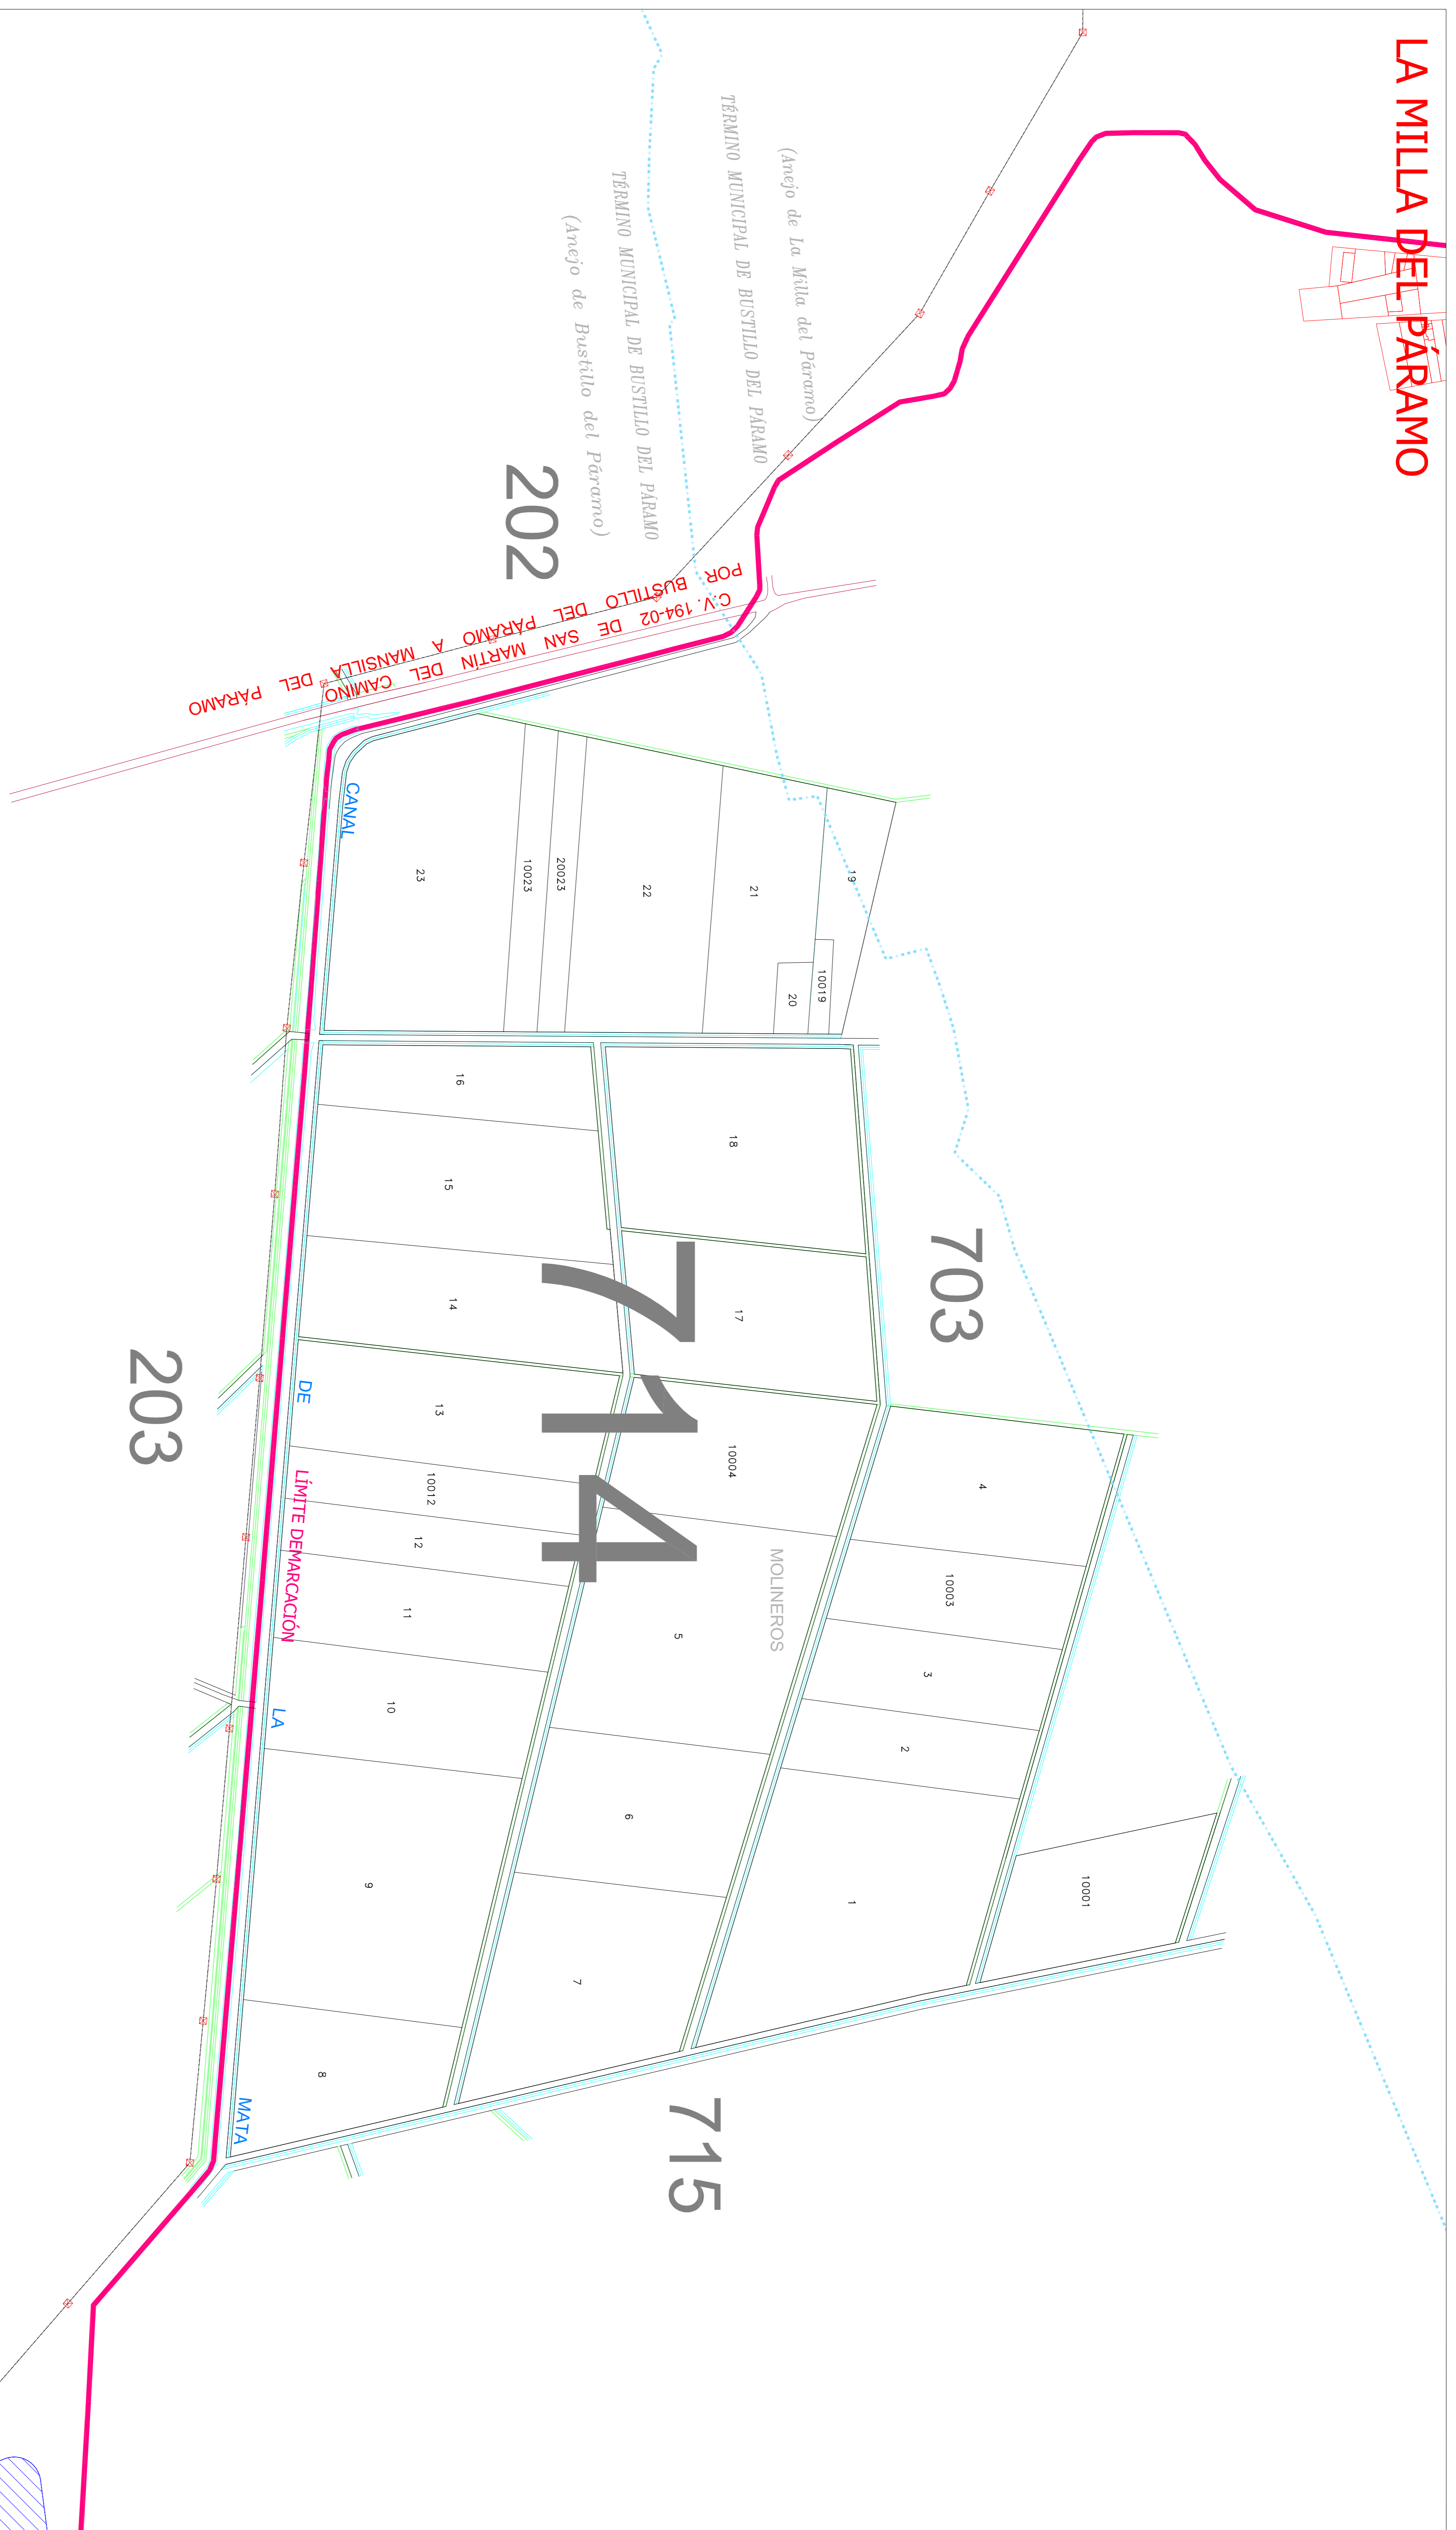 LA MILLA DEL PÁRAMO
(Anejo de La Milla del Páramo)
TÉRMINO MUNICIPAL DE BUSTILLO DEL PÁRAMO
TÉRMINO MUNICIPAL DE BUSTILLO DEL PÁRAMO
(Anejo de Bustillo del Páramo)
202
C.V. 194-02 DE SAN MARTÍN DEL CAMINO
POR BUSTILLO DEL PÁRAMO A MANSILLA DEL PÁRAMO
703
19
10019
20
21
22
20023
10023
23
CANAL
18
17
16
15
14
714
10004
4
10003
3
2
1
10001
MOLINEROS
5
6
7
13
10012
12
11
10
9
8
DE
LÍMITE DEMARCACIÓN
LA
MATA
203
715